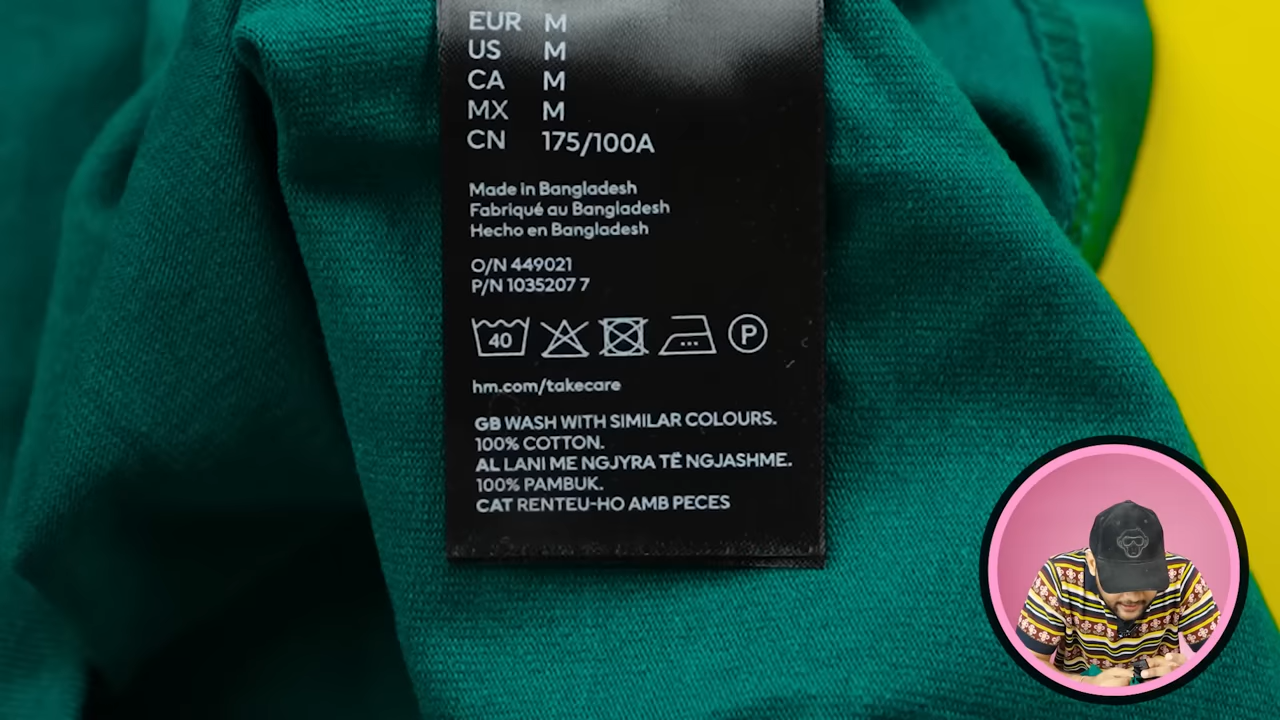 EUR M
US M
CA M
MX M
CN 175/100A
Made in Bangladesh
Fabriqué au Bangladesh
Hecho en Bangladesh
O/N 449021
P/N 1035207 7
40 P
hm.com/takecare
GB WASH WITH SIMILAR COLOURS.
100% COTTON.
AL LANI ME NGJYRA TË NGJASHME.
100% PAMBUK.
CAT RENTEU-HO AMB PECES